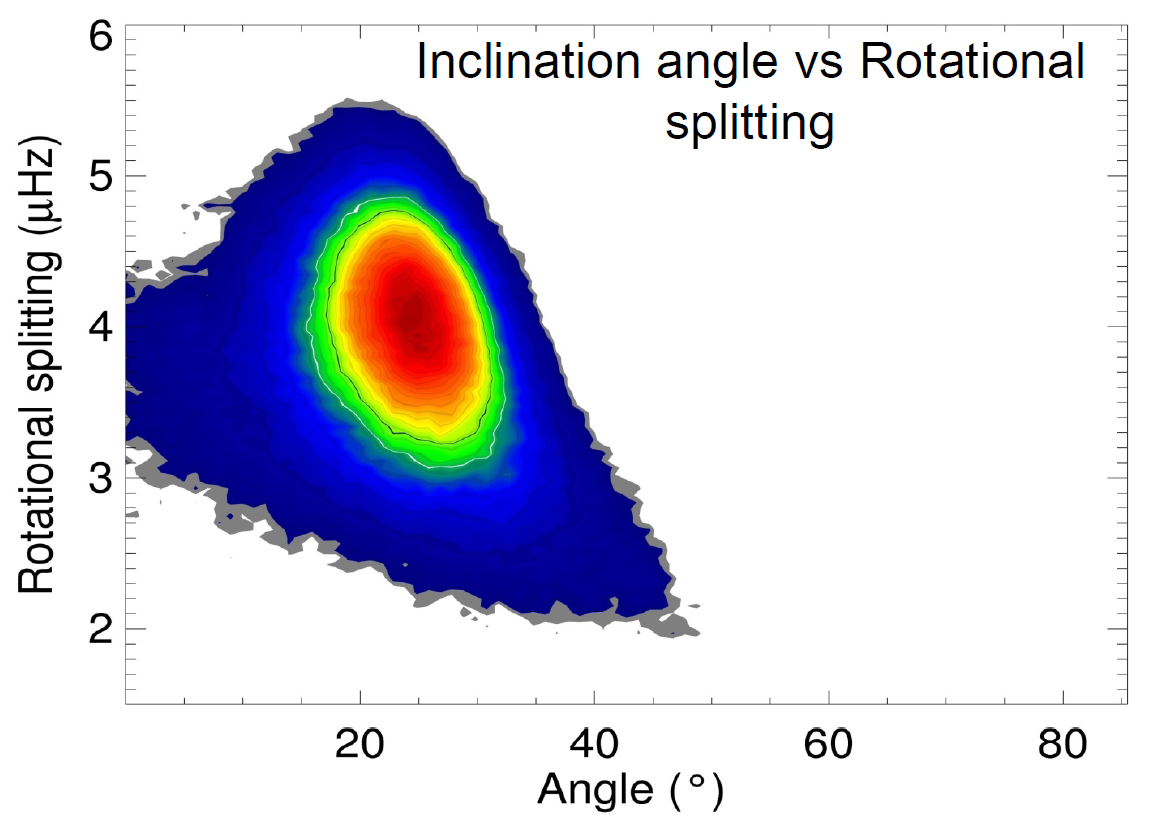 Inclination angle vs Rotational
splitting
Rotational splitting (μHz)
6
5
4
3
2
20 40 60 80
Angle (°)